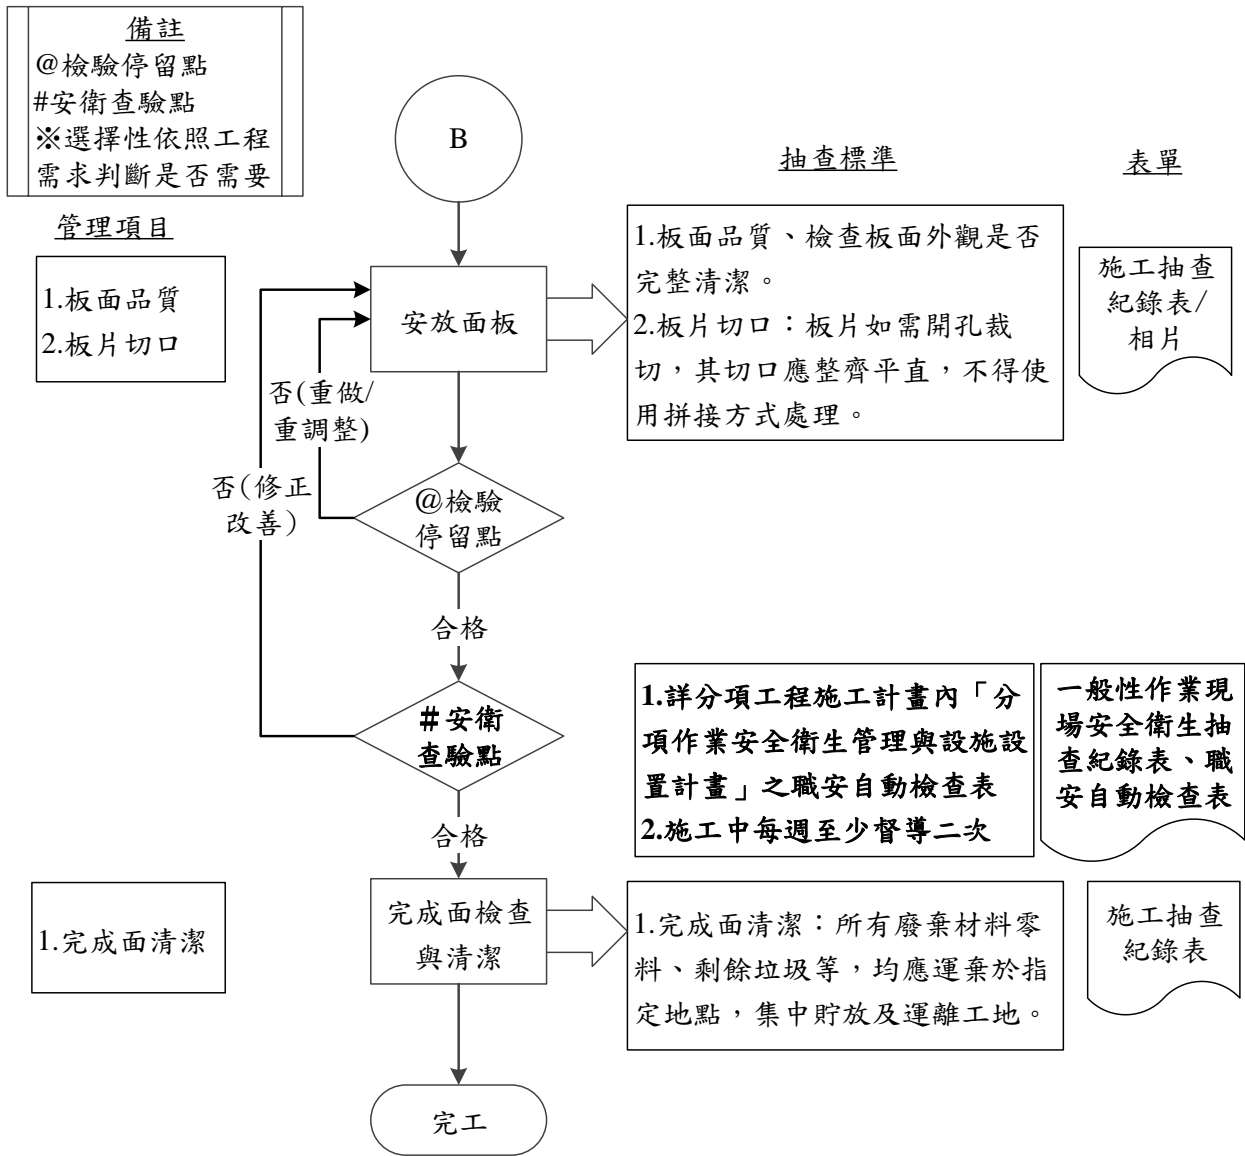 備註
@檢驗停留點
#安衛查驗點
※選擇性依照工程
需求判斷是否需要
B
抽查標準
表單
管理項目
1.板面品質
2.板片切口
安放面板
1.板面品質、檢查板面外觀是否
完整清潔。
2.板片切口：板片如需開孔裁
切，其切口應整齊平直，不得使
用拼接方式處理。
施工抽查
紀錄表/
相片
否(重做/
重調整)
否(修正
改善)
@檢驗
停留點
合格
#安衛
查驗點
1.詳分項工程施工計畫內「分
項作業安全衛生管理與設施設
置計畫」之職安自動檢查表
2.施工中每週至少督導二次
一般性作業現
場安全衛生抽
查紀錄表、職
安自動檢查表
合格
1.完成面清潔
完成面檢查
與清潔
1.完成面清潔：所有廢棄材料零
料、剩餘垃圾等，均應運棄於指
定地點，集中貯放及運離工地。
施工抽查
紀錄表
完工